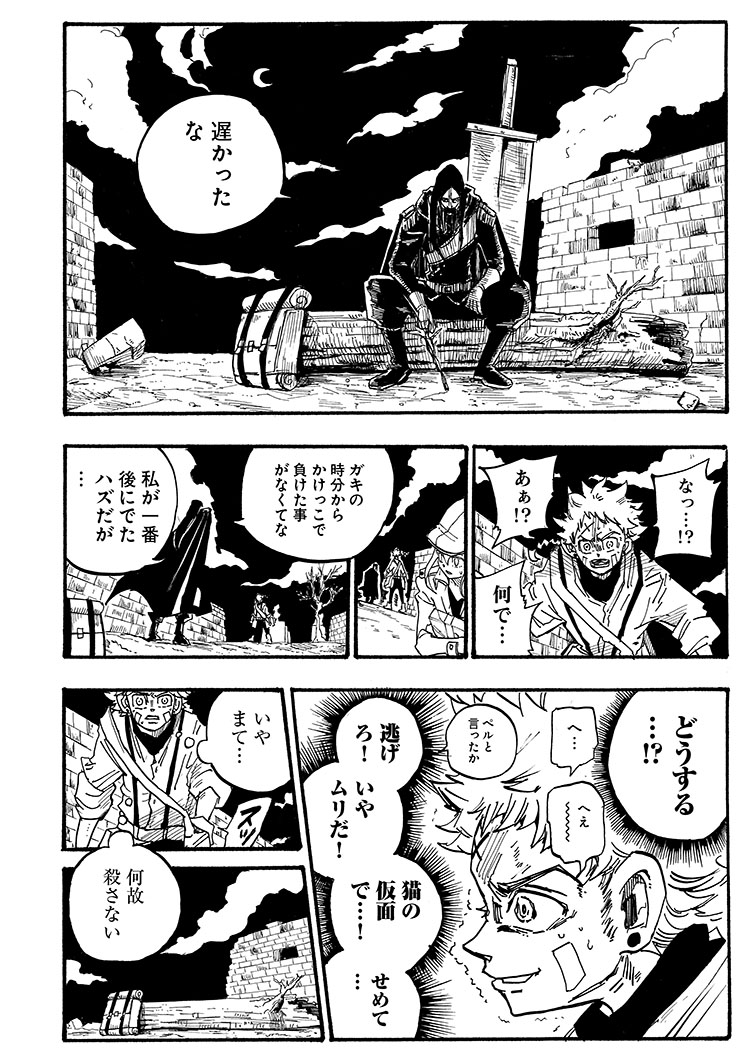 遅かった
な
なっ…!?
あぁ!?
何で…
ガキの
時分から
かけっこで
負けた事
がなくてな
私が一番
後にでた
ハズだが
…
どうする
…!?
へ…
へぇ
〜〜〜
ペルと
言ったか
逃げ
ろ!いや
ムリだ!
猫の
仮面
で…!
せめて
…
いや
まて…
スッ
何故
殺さない